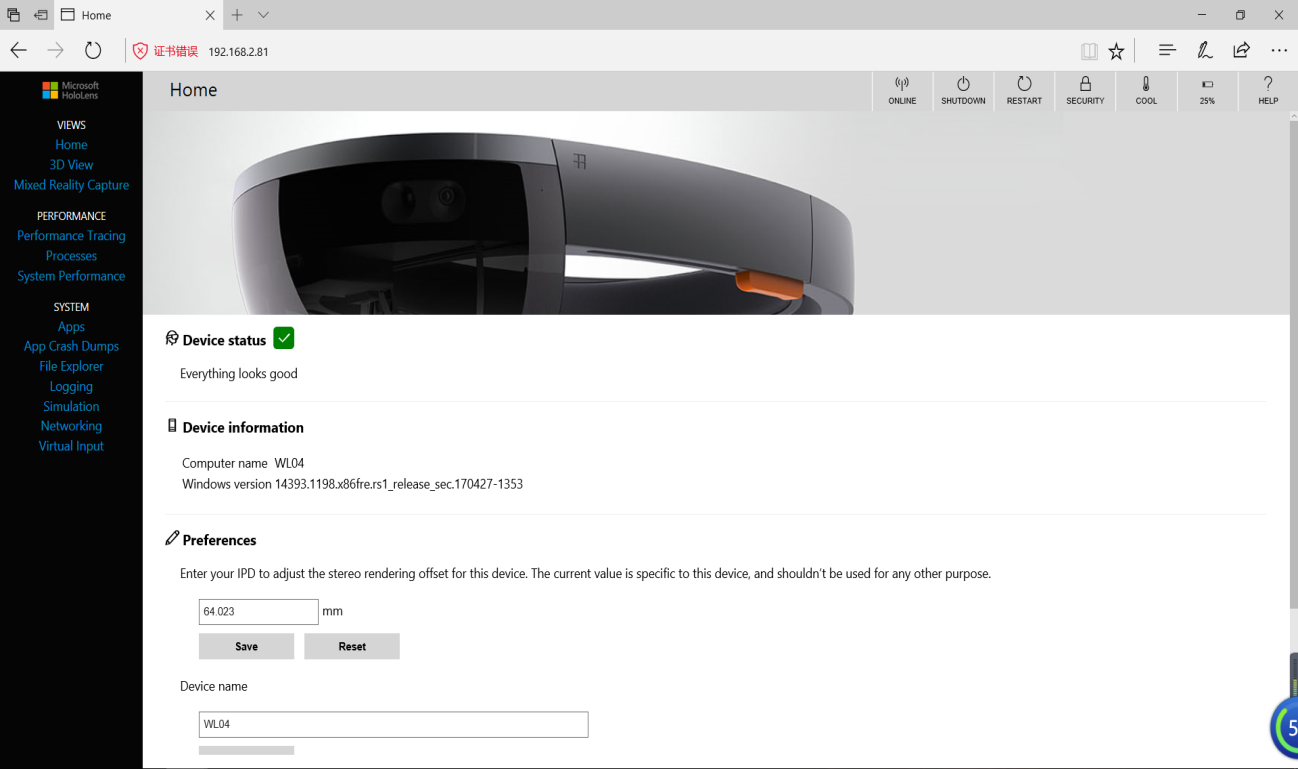 Home
证书错误 192.168.2.81
Microsoft
HoloLens
VIEWS
Home
3D View
Mixed Reality Capture
PERFORMANCE
Performance Tracing
Processes
System Performance
SYSTEM
Apps
App Crash Dumps
File Explorer
Logging
Simulation
Networking
Virtual Input
Home
ONLINE
SHUTDOWN
RESTART
SECURITY
COOL
25%
HELP
Device status
Everything looks good
Device information
Computer name WL04
Windows version 14393.1198.x86fre.rs1_release_sec.170427-1353
Preferences
Enter your IPD to adjust the stereo rendering offset for this device. The current value is specific to this device, and shouldn't be used for any other purpose.
64.023 mm
Save Reset
Device name
WL04
5